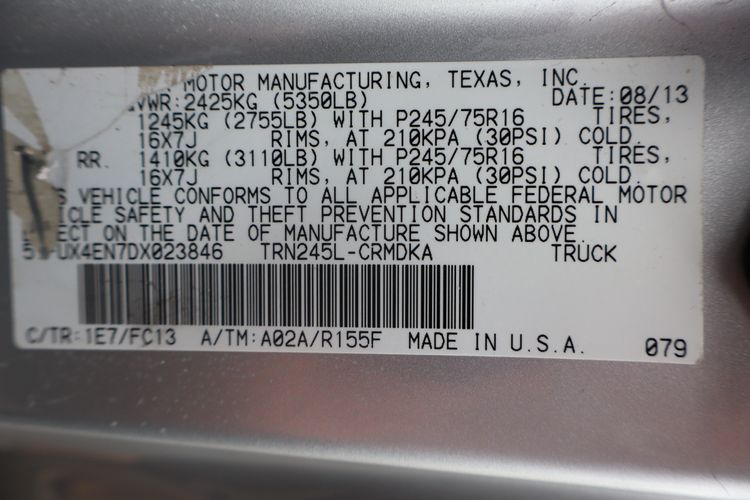 MOTOR MANUFACTURING, TEXAS, INC.
VWR:2425KG (5350LB) DATE:08/13
1245KG (2755LB) WITH P245/75R16 TIRES,
16X7J RIMS, AT 210KPA (30PSI) COLD.
RR. 1410KG (3110LB) WITH P245/75R16 TIRES,
16X7J RIMS, AT 210KPA (30PSI) COLD.
S VEHICLE CONFORMS TO ALL APPLICABLE FEDERAL MOTOR
ICLE SAFETY AND THEFT PREVENTION STANDARDS IN
ECT ON THE DATE OF MANUFACTURE SHOWN ABOVE.
UX4EN7DX023846 TRN245L-CRMDKA TRUCK
C/TR:1E7/FC13 A/TM:A02A/R155F MADE IN U.S.A. 079